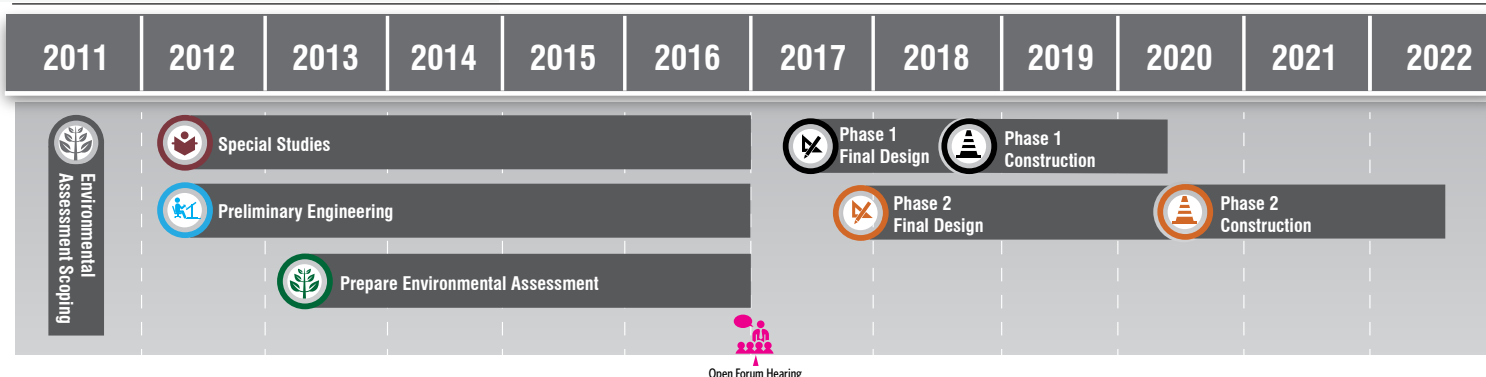 2011 2012 2013 2014 2015 2016 2017 2018 2019 2020 2021 2022
Environmental
Assessment Scoping
Special Studies
Preliminary Engineering
Prepare Environmental Assessment
Phase 1
Final Design
Phase 1
Construction
Phase 2
Final Design
Phase 2
Construction
Open Forum Hearing